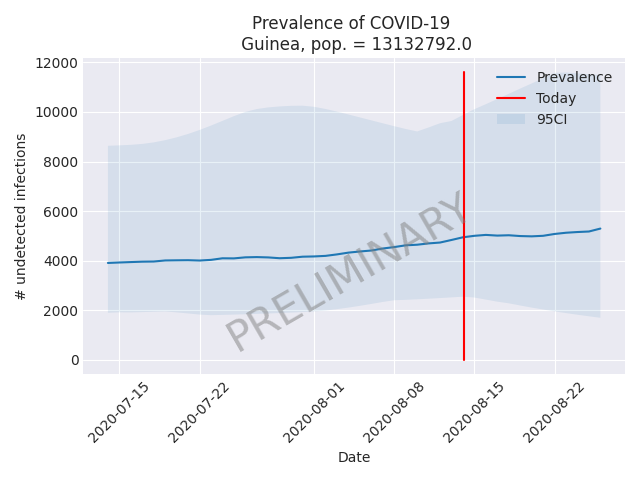 Prevalence of COVID-19
Guinea, pop. = 13132792.0
12000
10000
8000
6000
4000
2000
0
# undetected infections
Prevalence
Today
95CI
PRELIMINARY
2020-07-15
2020-07-22
2020-08-01
2020-08-08
2020-08-15
2020-08-22
Date